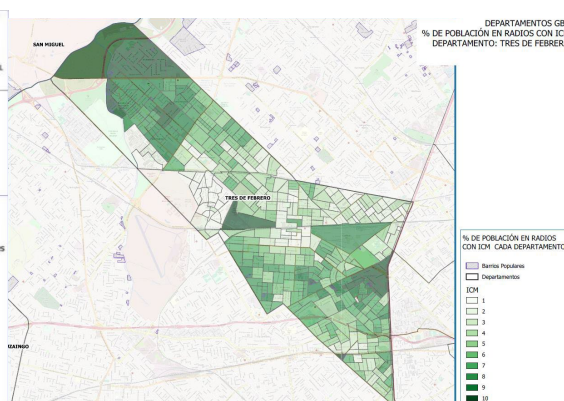 DEPARTAMENTOS GB
% DE POBLACIÓN EN RADIOS CON IC
DEPARTAMENTO: TRES DE FEBRER
SAN MIGUEL
TRES DE FEBRERO
UZAINGO
% DE POBLACIÓN EN RADIOS
CON ICM CADA DEPARTAMENTO
Barrios Populares
Departamentos
ICM
1
2
3
4
5
6
7
8
9
10